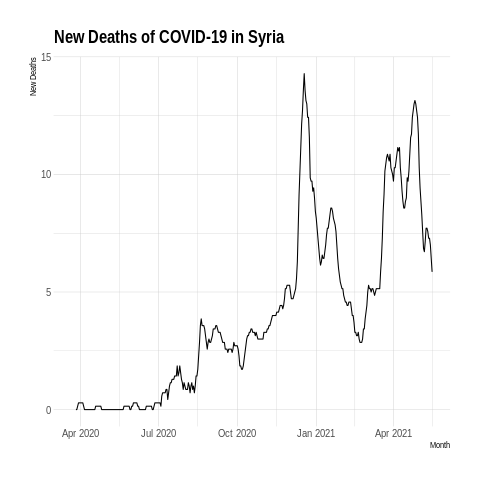 New Deaths of COVID-19 in Syria
New Deaths
15
10
5
0
Apr 2020 Jul 2020 Oct 2020 Jan 2021 Apr 2021
Month